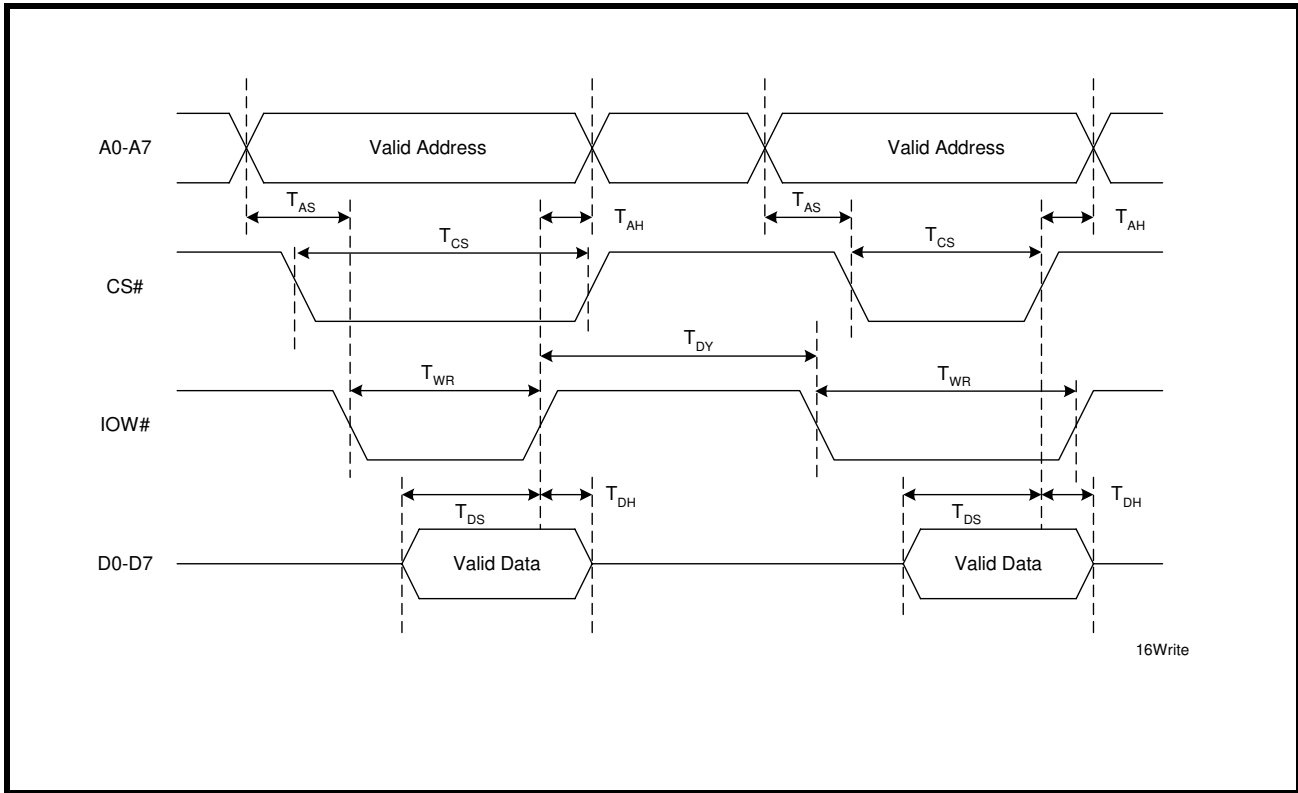 A0-A7
Valid Address
Valid Address
TAS
TAH
TAS
TAH
TCS
TCS
CS#
TDY
TWR
TWR
IOW#
TDS
TDH
TDS
TDH
D0-D7
Valid Data
Valid Data
16Write